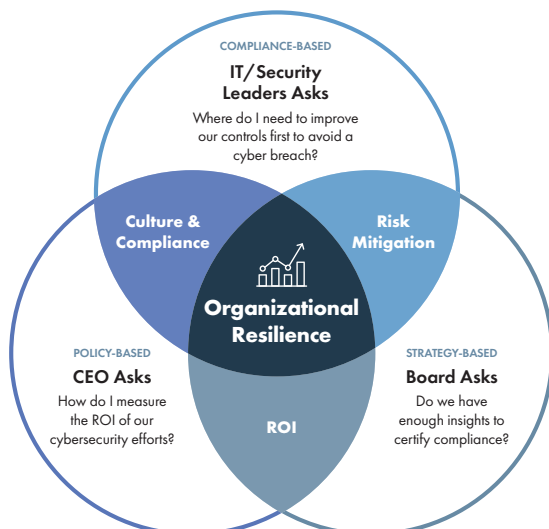 COMPLIANCE-BASED
IT/Security
Leaders Asks
Where do I need to improve
our controls first to avoid a
cyber breach?
Culture &
Compliance
Risk
Mitigation
Organizational
Resilience
POLICY-BASED
CEO Asks
How do I measure
the ROI of our
cybersecurity efforts?
STRATEGY-BASED
Board Asks
Do we have
enough insights to
certify compliance?
ROI